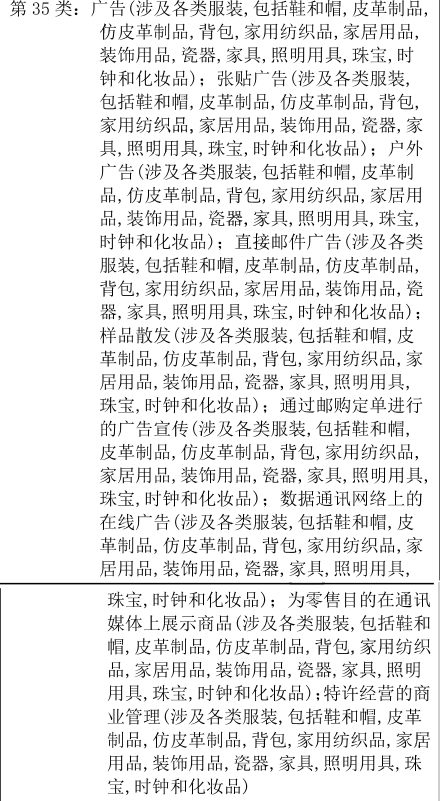 第 35 类: 广告(涉及各类服装,包括鞋和帽,皮革制品,
仿皮革制品,背包,家用纺织品,家居用品,
装饰用品,瓷器,家具,照明用具,珠宝,时
钟和化妆品); 张贴广告(涉及各类服装,
包括鞋和帽,皮革制品,仿皮革制品,背包,
家用纺织品,家居用品,装饰用品,瓷器,家
具,照明用具,珠宝,时钟和化妆品); 户外
广告(涉及各类服装,包括鞋和帽,皮革制
品,仿皮革制品,背包,家用纺织品,家居用
品,装饰用品,瓷器,家具,照明用具,珠宝,
时钟和化妆品); 直接邮件广告(涉及各类
服装,包括鞋和帽,皮革制品,仿皮革制品,
背包,家用纺织品,家居用品,装饰用品,瓷
器,家具,照明用具,珠宝,时钟和化妆品);
样品散发(涉及各类服装,包括鞋和帽,皮
革制品,仿皮革制品,背包,家用纺织品,家
居用品,装饰用品,瓷器,家具,照明用具,
珠宝,时钟和化妆品); 通过邮购定单进行
的广告宣传(涉及各类服装,包括鞋和帽,
皮革制品,仿皮革制品,背包,家用纺织品,
家居用品,装饰用品,瓷器,家具,照明用具,
珠宝,时钟和化妆品); 数据通讯网络上的
在线广告(涉及各类服装,包括鞋和帽,皮
革制品,仿皮革制品,背包,家用纺织品,家
居用品,装饰用品,瓷器,家具,照明用具,
珠宝,时钟和化妆品); 为零售目的在通讯
媒体上展示商品(涉及各类服装,包括鞋和
帽,皮革制品,仿皮革制品,背包,家用纺织
品,家居用品,装饰用品,瓷器,家具,照明
用具,珠宝,时钟和化妆品);特许经营的商
业管理(涉及各类服装,包括鞋和帽,皮革
制品,仿皮革制品,背包,家用纺织品,家居
用品,装饰用品,瓷器,家具,照明用具,珠
宝,时钟和化妆品)